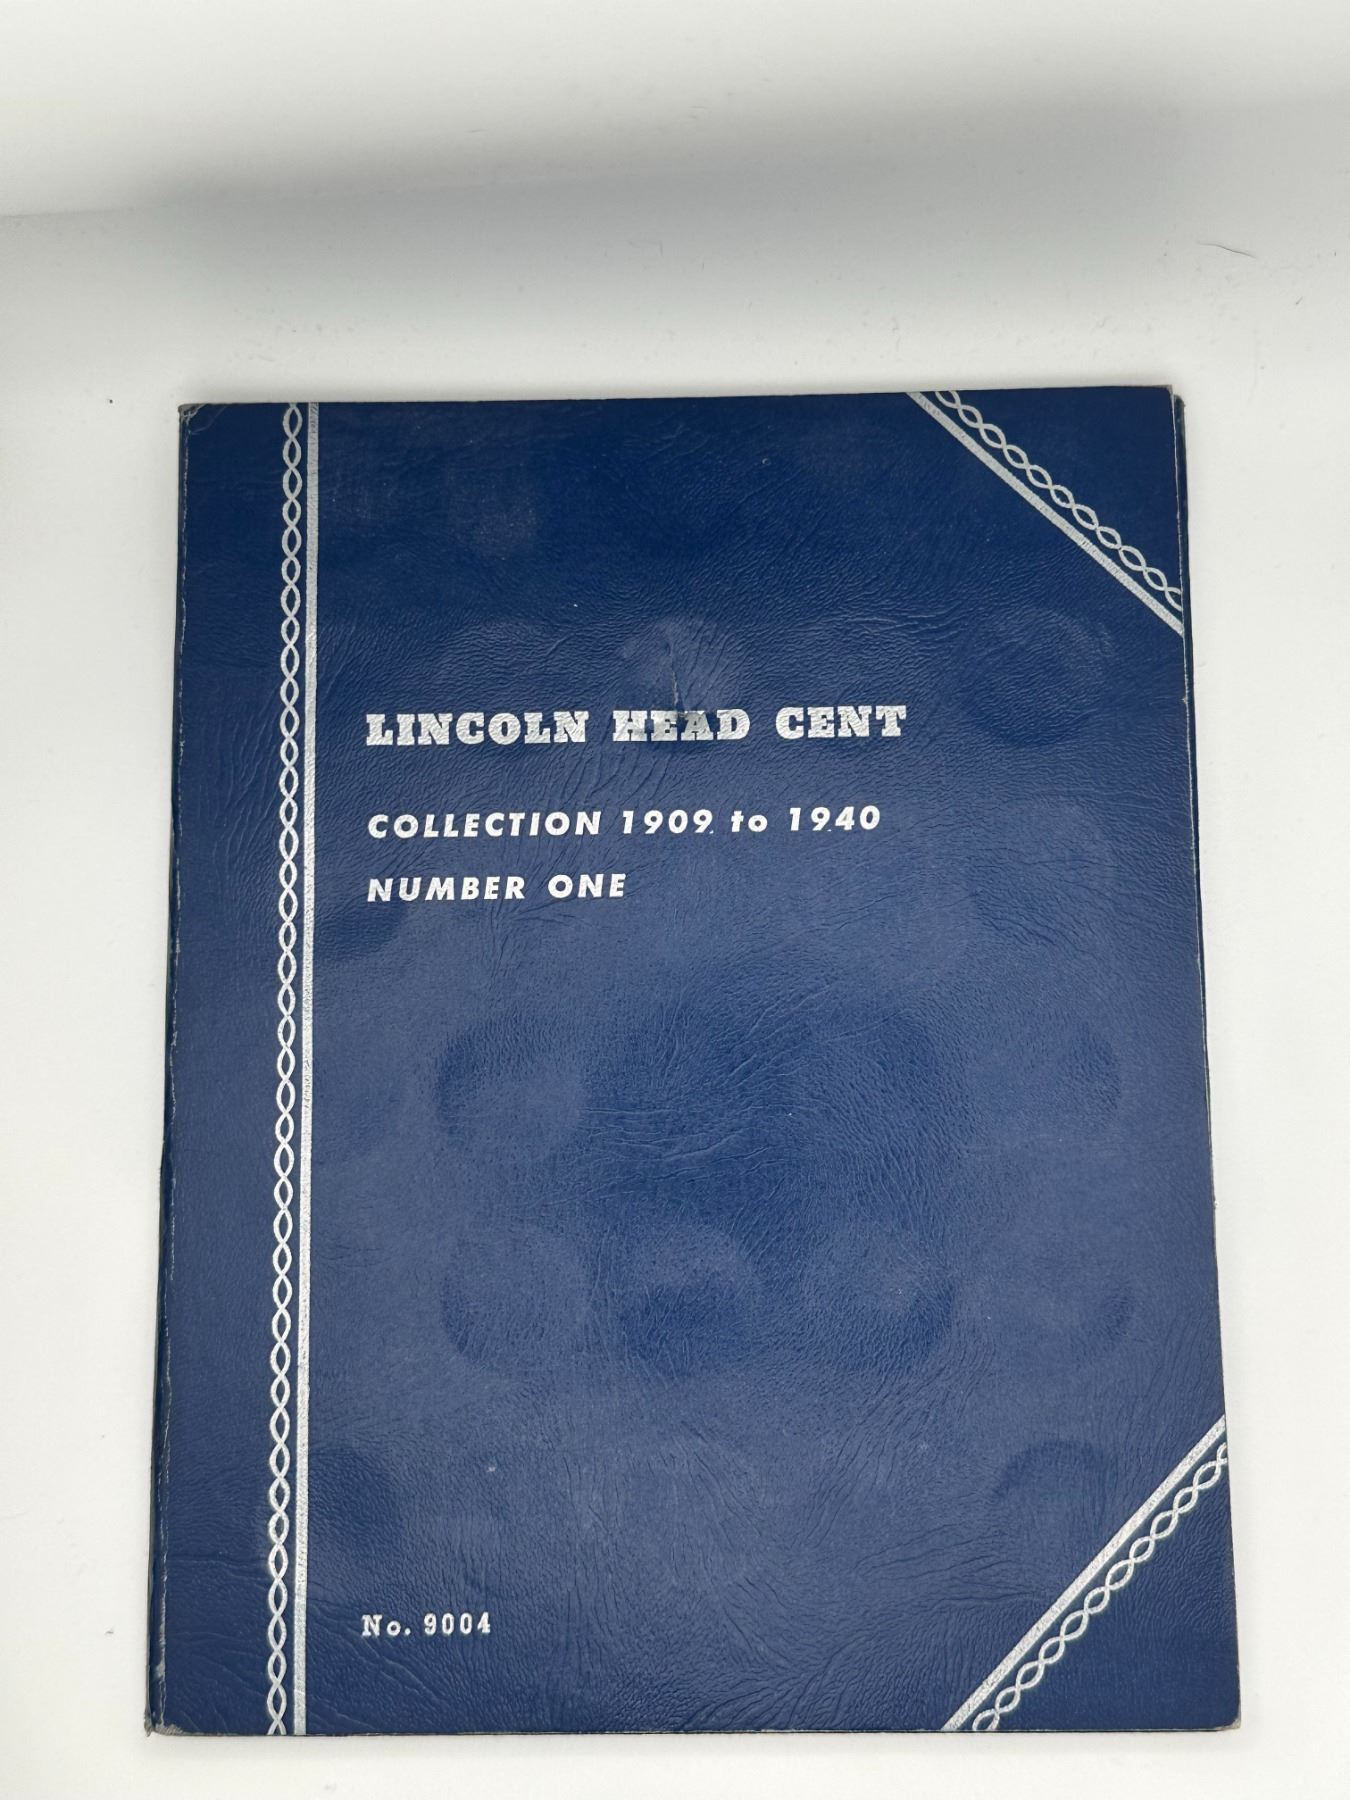 LINCOLN HEAD CENT
COLLECTION 1909 to 1940
NUMBER ONE
No. 9004